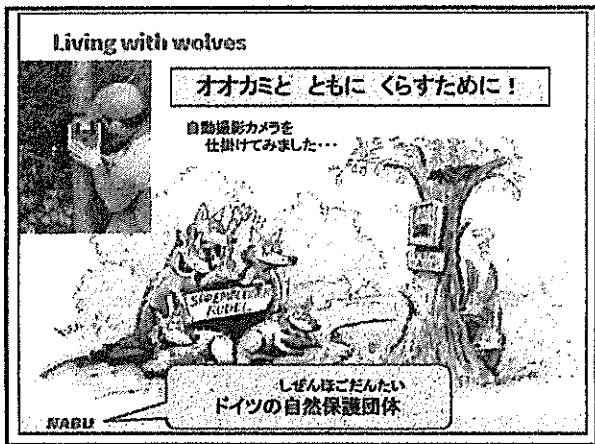 Living with wolves
オオカミと ともに くらすために！
自動撮影カメラを
仕掛けてみました・・・
しぜんほごだんたい
ドイツの自然保護団体
NABU